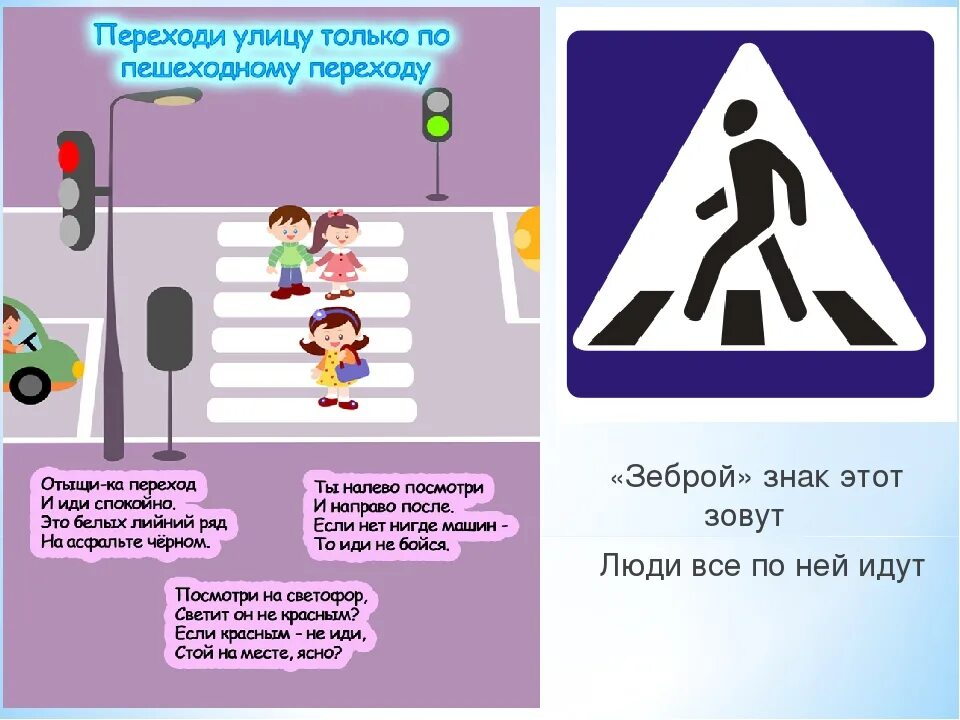 Переходи улицу только по
пешеходному переходу
Отыщи-ка переход
И иди спокойно.
Это белых лийний ряд
На асфальте чёрном.
Ты налево посмотри
И направо после.
Если нет нигде машин -
То иди не бойся.
Посмотри на светофор,
Светит он не красным?
Если красным - не иди,
Стой на месте, ясно?
«Зеброй» знак этот
зовут
Люди все по ней идут